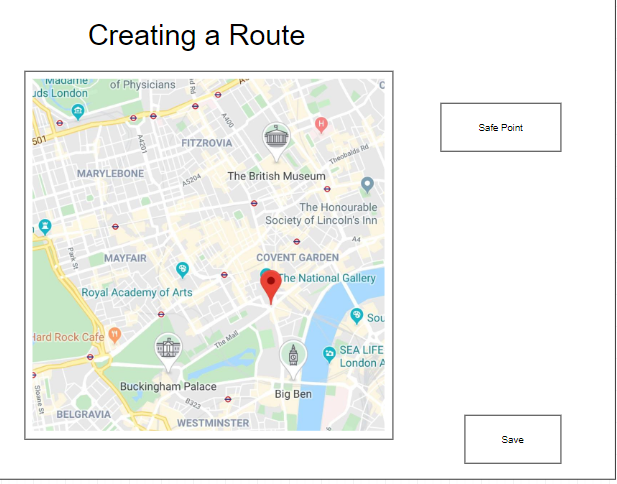 Creating a Route
Madame
uds London
of Physicians
d Rd
A400
501
A4201
FITZROVIA
H
Theobalds Rd
MARYLEBONE
A5204
The British Museum
The Honourable
Society of Lincoln's Inn
A4
Park St
MAYFAIR
COVENT GARDEN
The National Gallery
Royal Academy of Arts
Sou
Hard Rock Cafe
The Mall
SEA LIFE
London A
Buckingham Palace
Big Ben
Sloane St
B323
BELGRAVIA
WESTMINSTER
Safe Point
Save